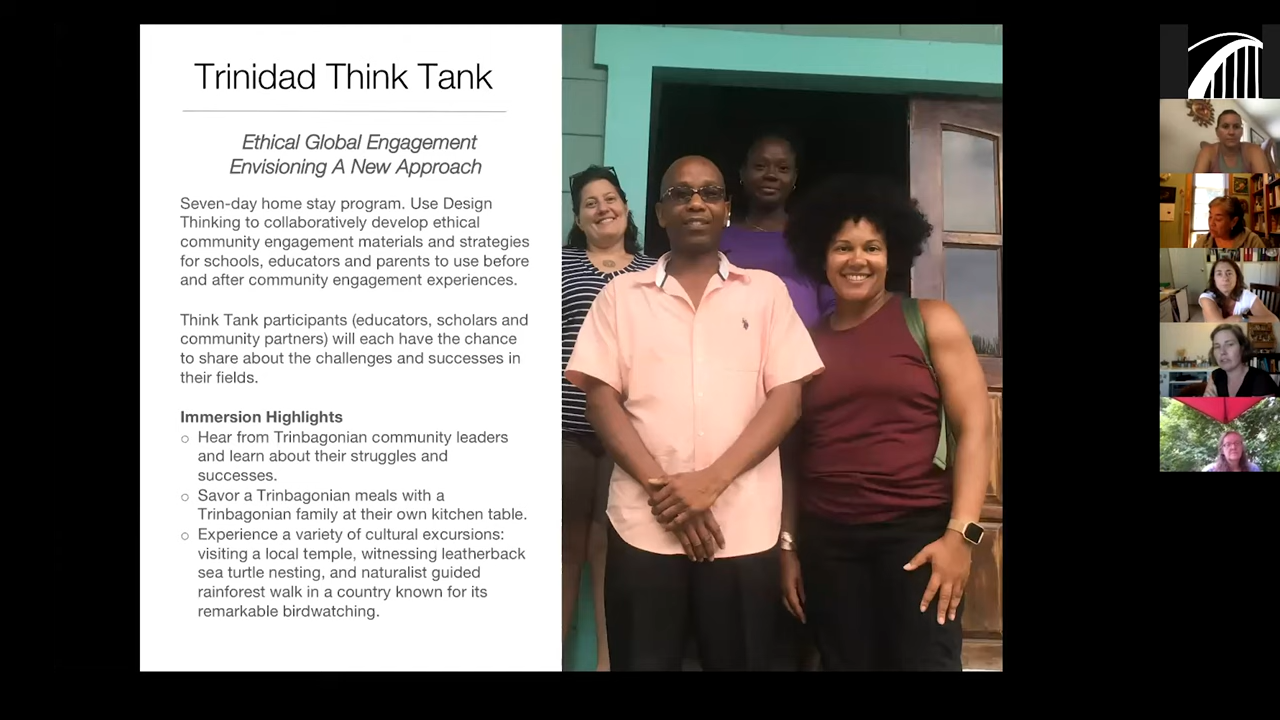 Trinidad Think Tank
Ethical Global Engagement
Envisioning A New Approach
Seven-day home stay program. Use Design
Thinking to collaboratively develop ethical
community engagement materials and strategies
for schools, educators and parents to use before
and after community engagement experiences.
Think Tank participants (educators, scholars and
community partners) will each have the chance
to share about the challenges and successes in
their fields.
Immersion Highlights
○ Hear from Trinbagonian community leaders
and learn about their struggles and
successes.
○ Savor a Trinbagonian meals with a
Trinbagonian family at their own kitchen table.
○ Experience a variety of cultural excursions:
visiting a local temple, witnessing leatherback
sea turtle nesting, and naturalist guided
rainforest walk in a country known for its
remarkable birdwatching.